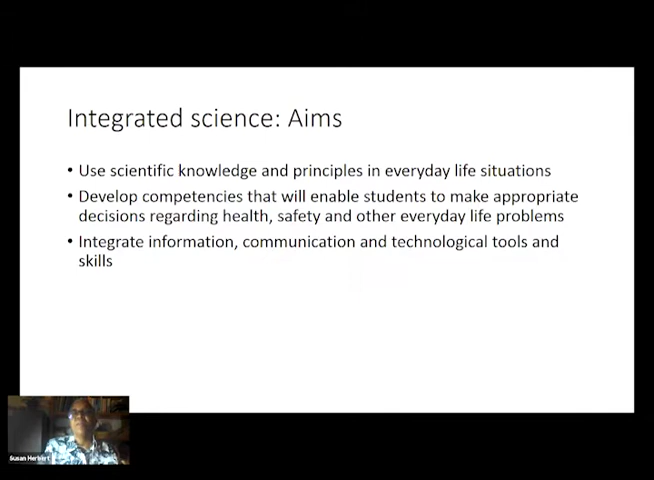 Integrated science: Aims
• Use scientific knowledge and principles in everyday life situations
• Develop competencies that will enable students to make appropriate
decisions regarding health, safety and other everyday life problems
• Integrate information, communication and technological tools and
skills
Susan Herbert